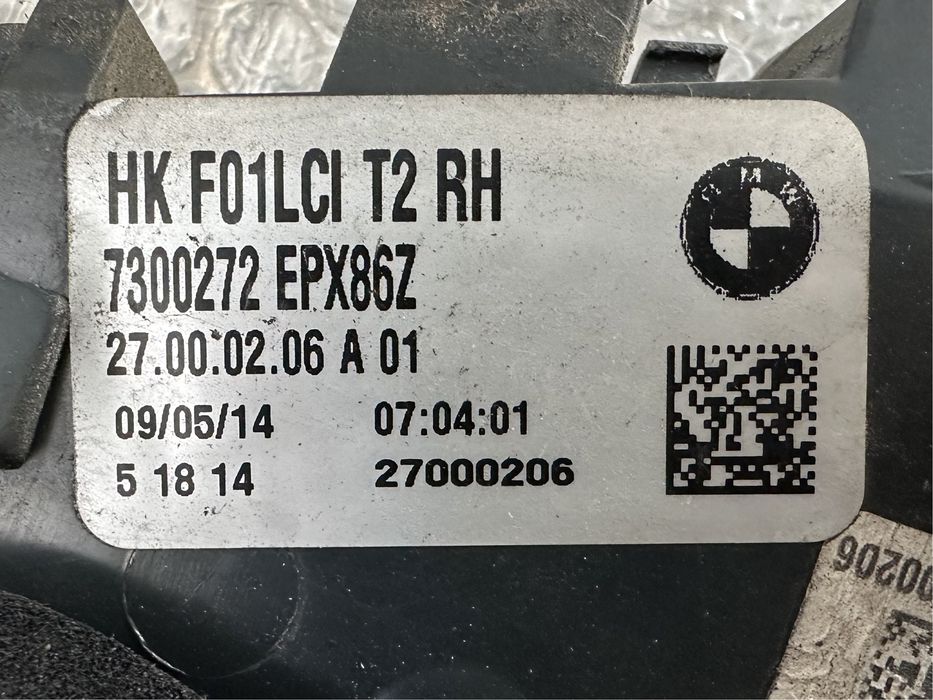 HK F01LCI T2 RH
7300272 EPX86Z
27.00.02.06 A 01
09/05/14 07:04:01
5 18 14 27000206
BMW